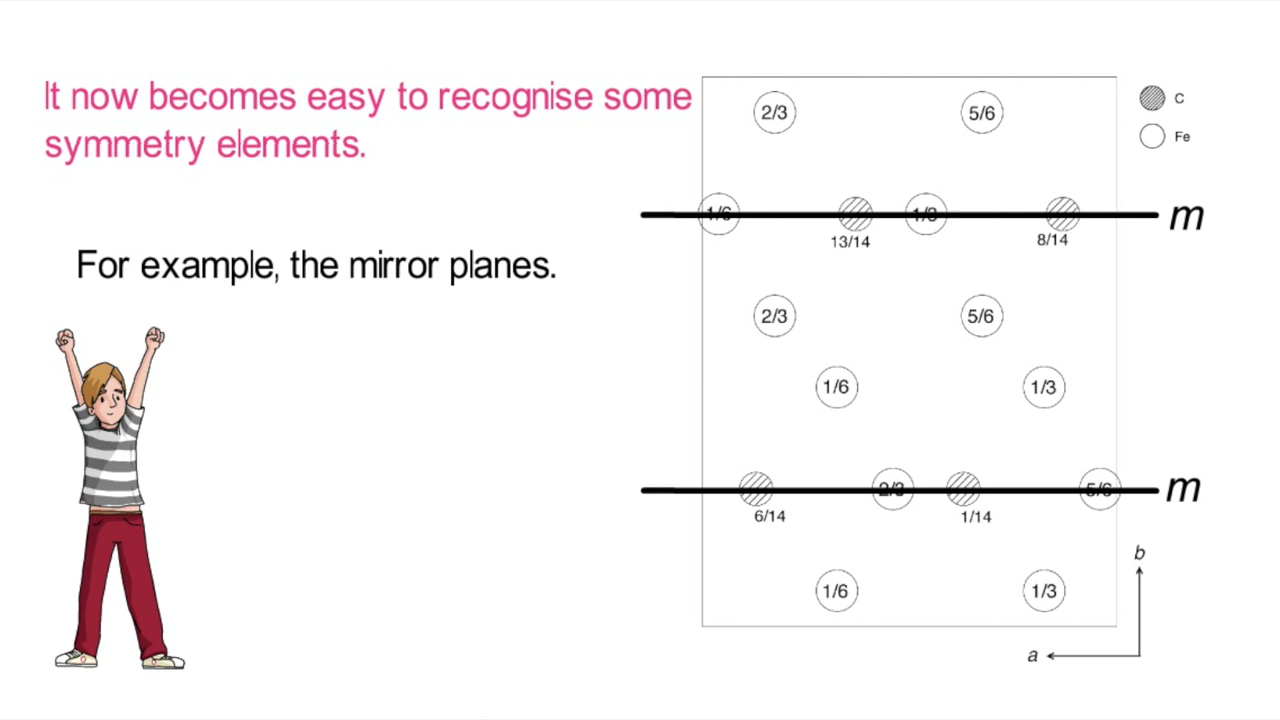 It now becomes easy to recognise some
symmetry elements.
For example, the mirror planes.
2/3 5/6
C
Fe
1/6 1/3 m
13/14 8/14
2/3 5/6
1/6 1/3
2/3 5/6 m
6/14 1/14
b
1/6 1/3
a